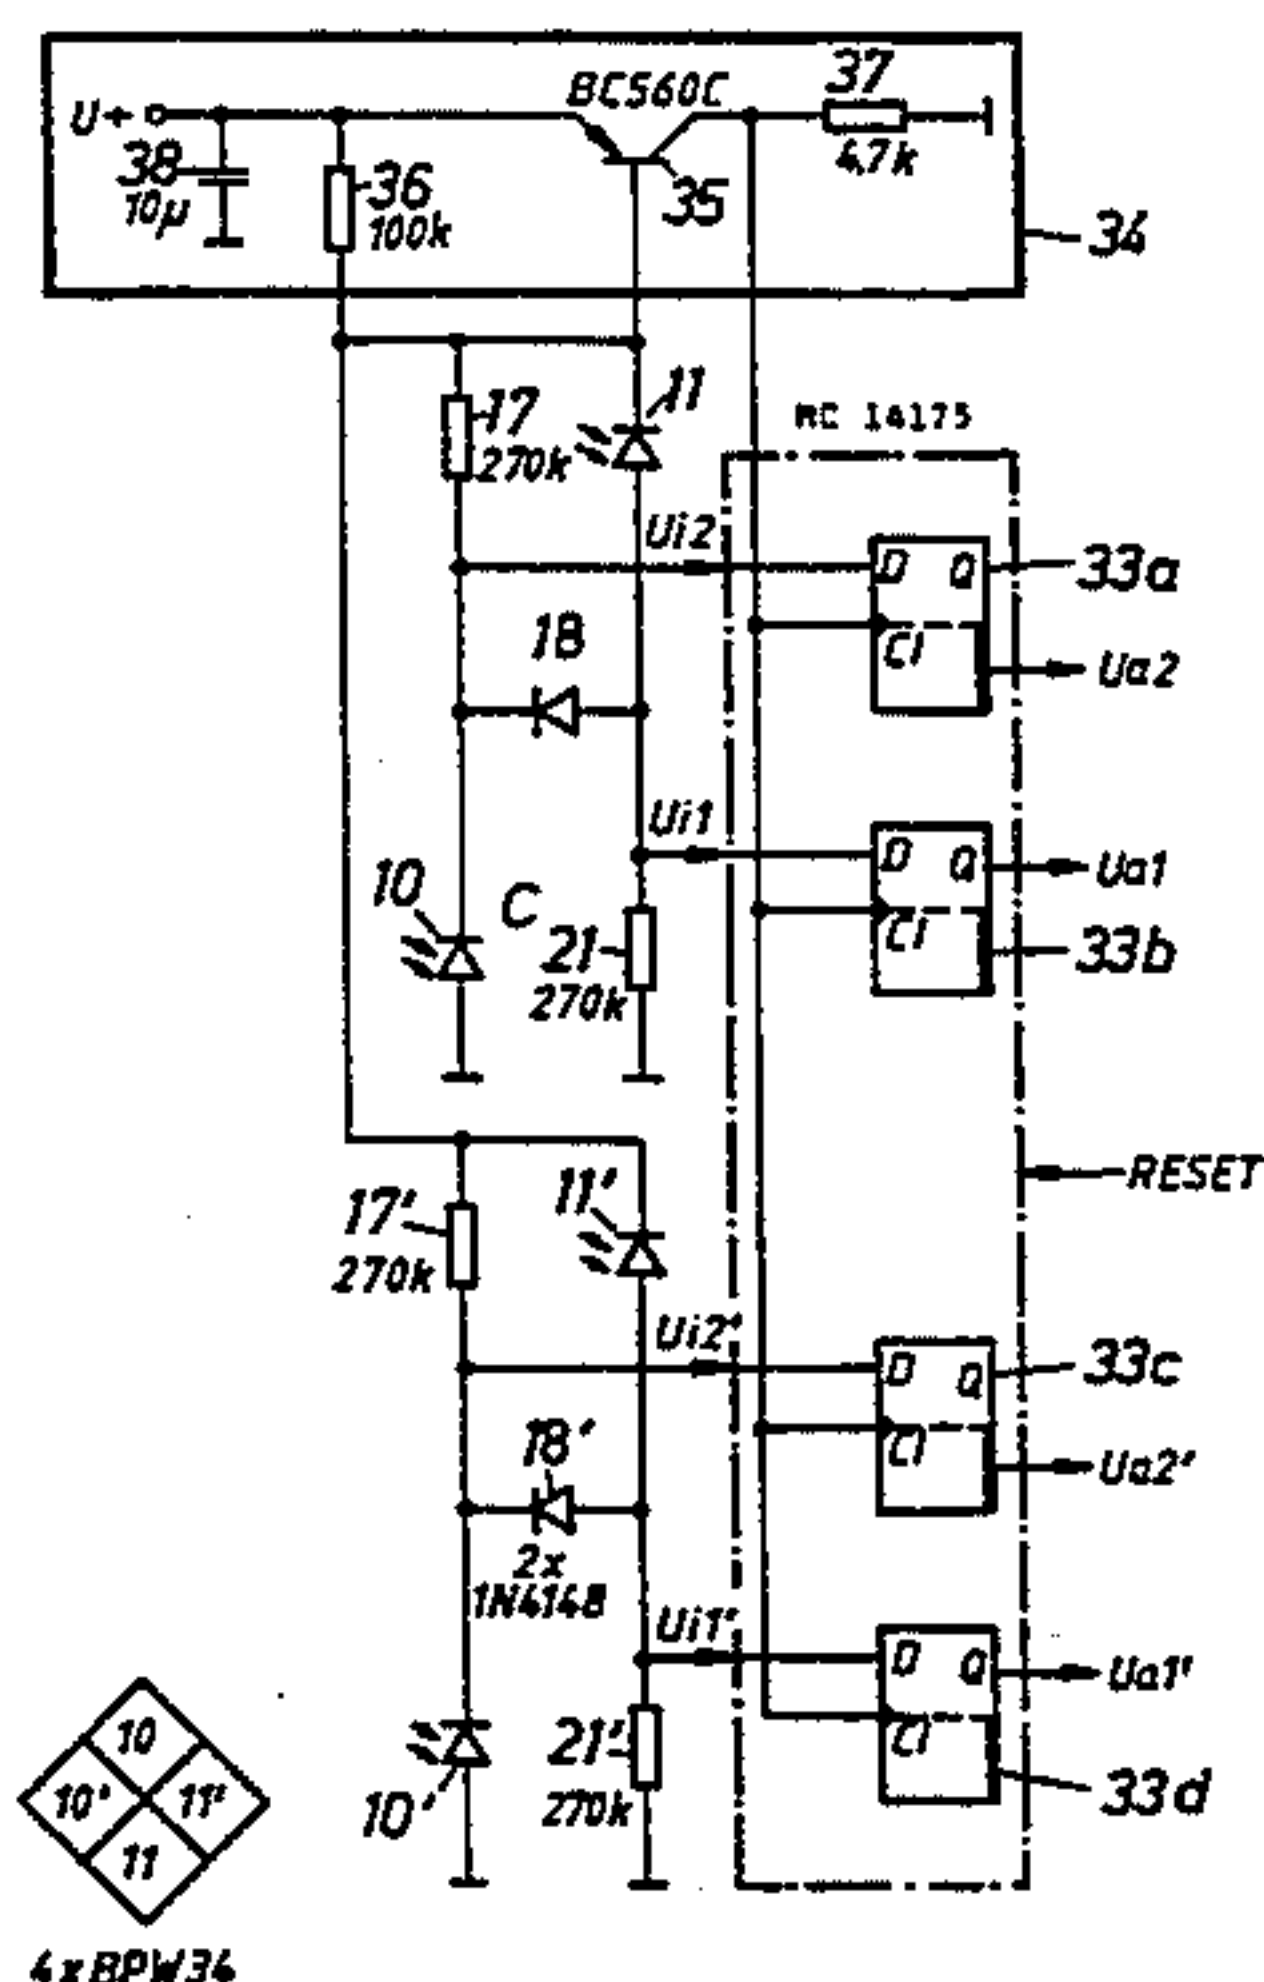 BC560C
37
U+
38
10µ
36
100k
35
4,7k
34
17
270k
11
MC 14175
Ui2
D Q
33a
18
Cl
Ua2
Ui1
D Q
Ua1
10
C
21
270k
Cl
33b
RESET
17'
270k
11'
Ui2'
D Q
33c
18'
Cl
Ua2'
2x
1N4148
Ui1'
D Q
Ua1'
10
10' 11'
11
21'
270k
Cl
33d
10'
4xBPW34